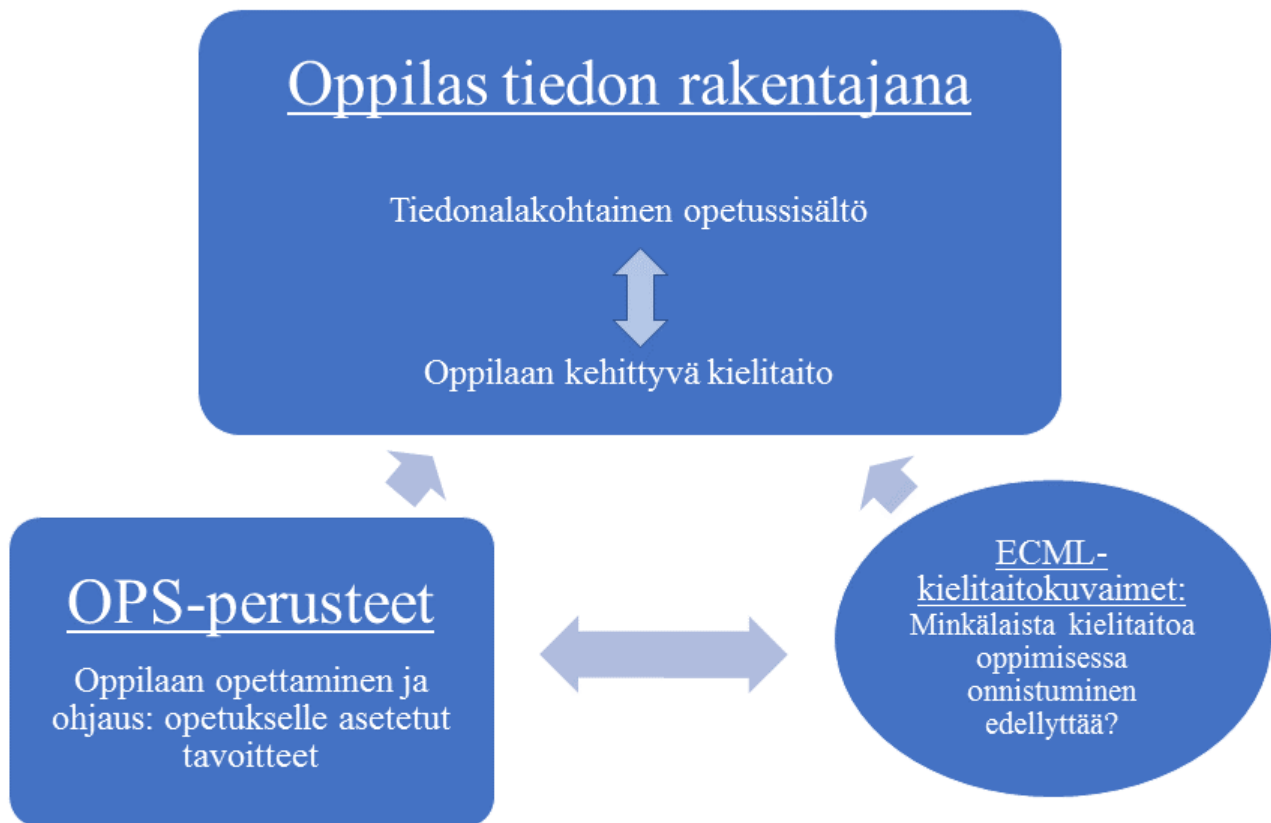 Oppilas tiedon rakentajana
Tiedonalakohtainen opetussisältö
Oppilaan kehittyvä kielitaito
OPS-perusteet
Oppilaan opettaminen ja
ohjaus: opetukselle asetetut
tavoitteet
ECML-
kielitaitokuvaimet:
Minkälaista kielitaitoa
oppimisessa
onnistuminen
edellyttää?